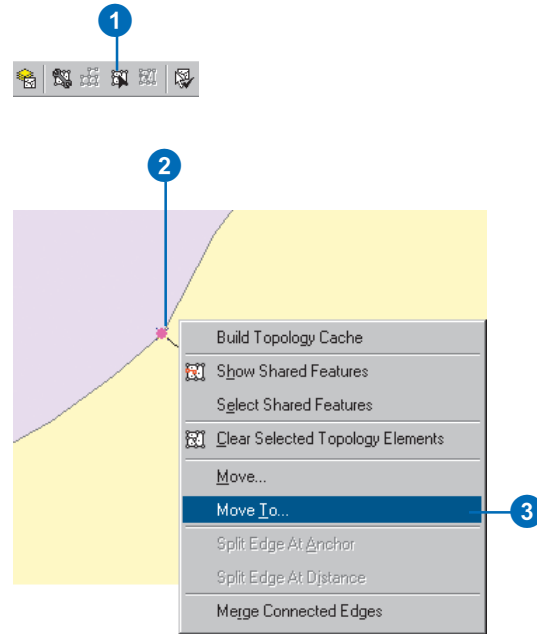 1
2
Build Topology Cache
Show Shared Features
Select Shared Features
Clear Selected Topology Elements
Move...
Move To...
3
Split Edge At Anchor
Split Edge At Distance
Merge Connected Edges